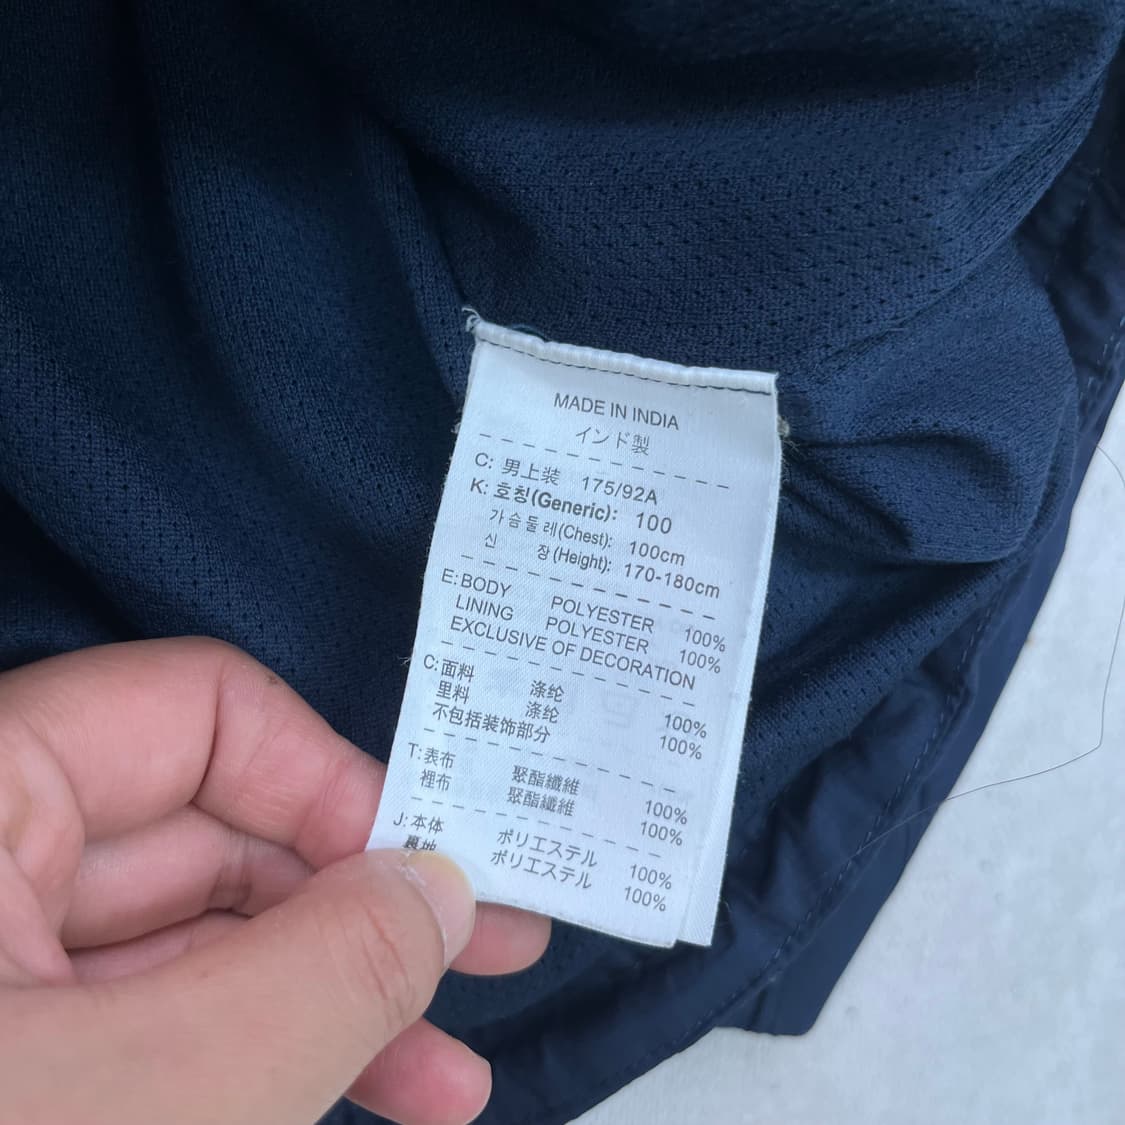 MADE IN INDIA
インド製
C: 男上装 175/92A
K: 호칭(Generic): 100
가슴둘레(Chest): 100cm
신 장(Height): 170-180cm
E: BODY POLYESTER 100%
LINING POLYESTER 100%
EXCLUSIVE OF DECORATION
C: 面料 涤纶 100%
里料 涤纶 100%
不包括装饰部分
T: 表布 聚酯纖維 100%
裡布 聚酯纖維 100%
J: 本体 ポリエステル 100%
裏地 ポリエステル 100%